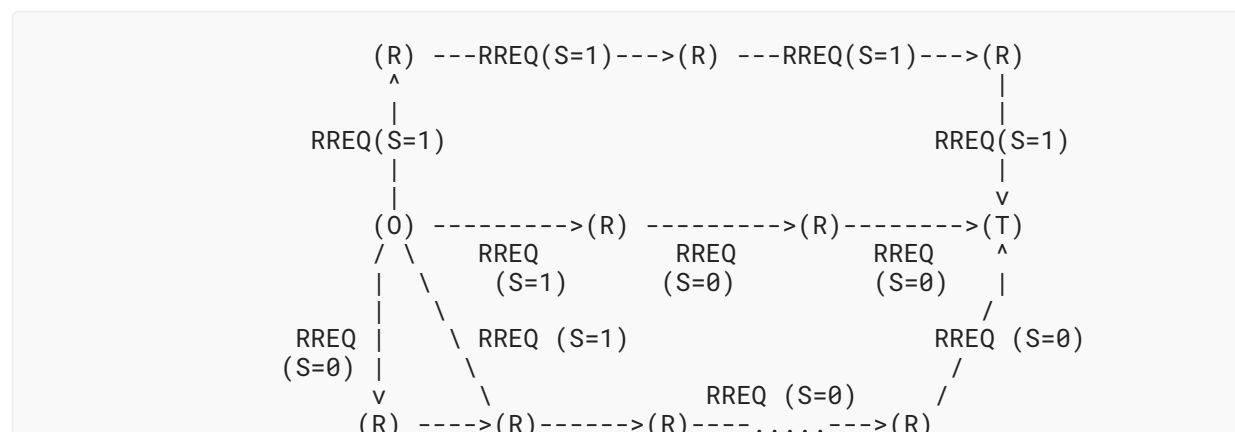 (R) ---RREQ(S=1)--->(R) ---RREQ(S=1)--->(R)
^ |
| |
RREQ(S=1) RREQ(S=1)
| |
| v
(O) --------->(R) --------->(R)-------->(T)
/ \ RREQ RREQ RREQ ^
| \ (S=1) (S=0) (S=0) |
| \ /
RREQ | \ RREQ (S=1) RREQ (S=0)
(S=0) | \ /
v \ RREQ (S=0) /
(R) ---->(R)------>(R)----.....--->(R)